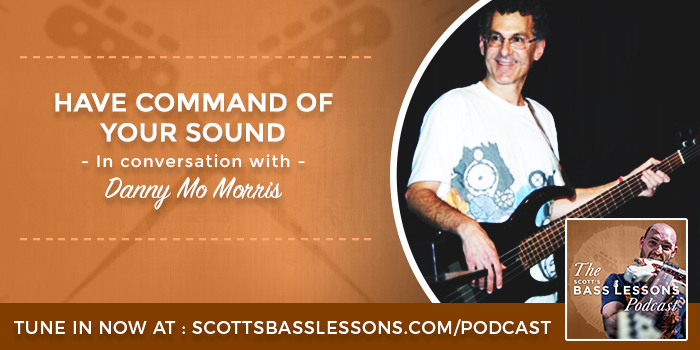 HAVE COMMAND OF
YOUR SOUND
- In conversation with -
Danny Mo Morris
The
SCOTT'S
BASS LESSONS
Podcast
TUNE IN NOW AT : SCOTTSBASSLESSONS.COM/PODCAST